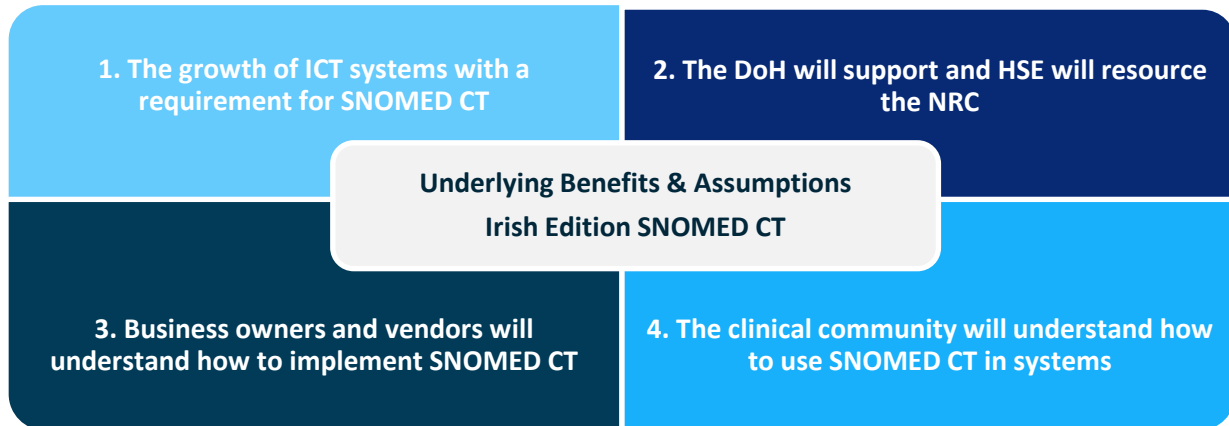 1. The growth of ICT systems with a
requirement for SNOMED CT
2. The DoH will support and HSE will resource
the NRC
Underlying Benefits & Assumptions
Irish Edition SNOMED CT
3. Business owners and vendors will
understand how to implement SNOMED CT
4. The clinical community will understand how
to use SNOMED CT in systems